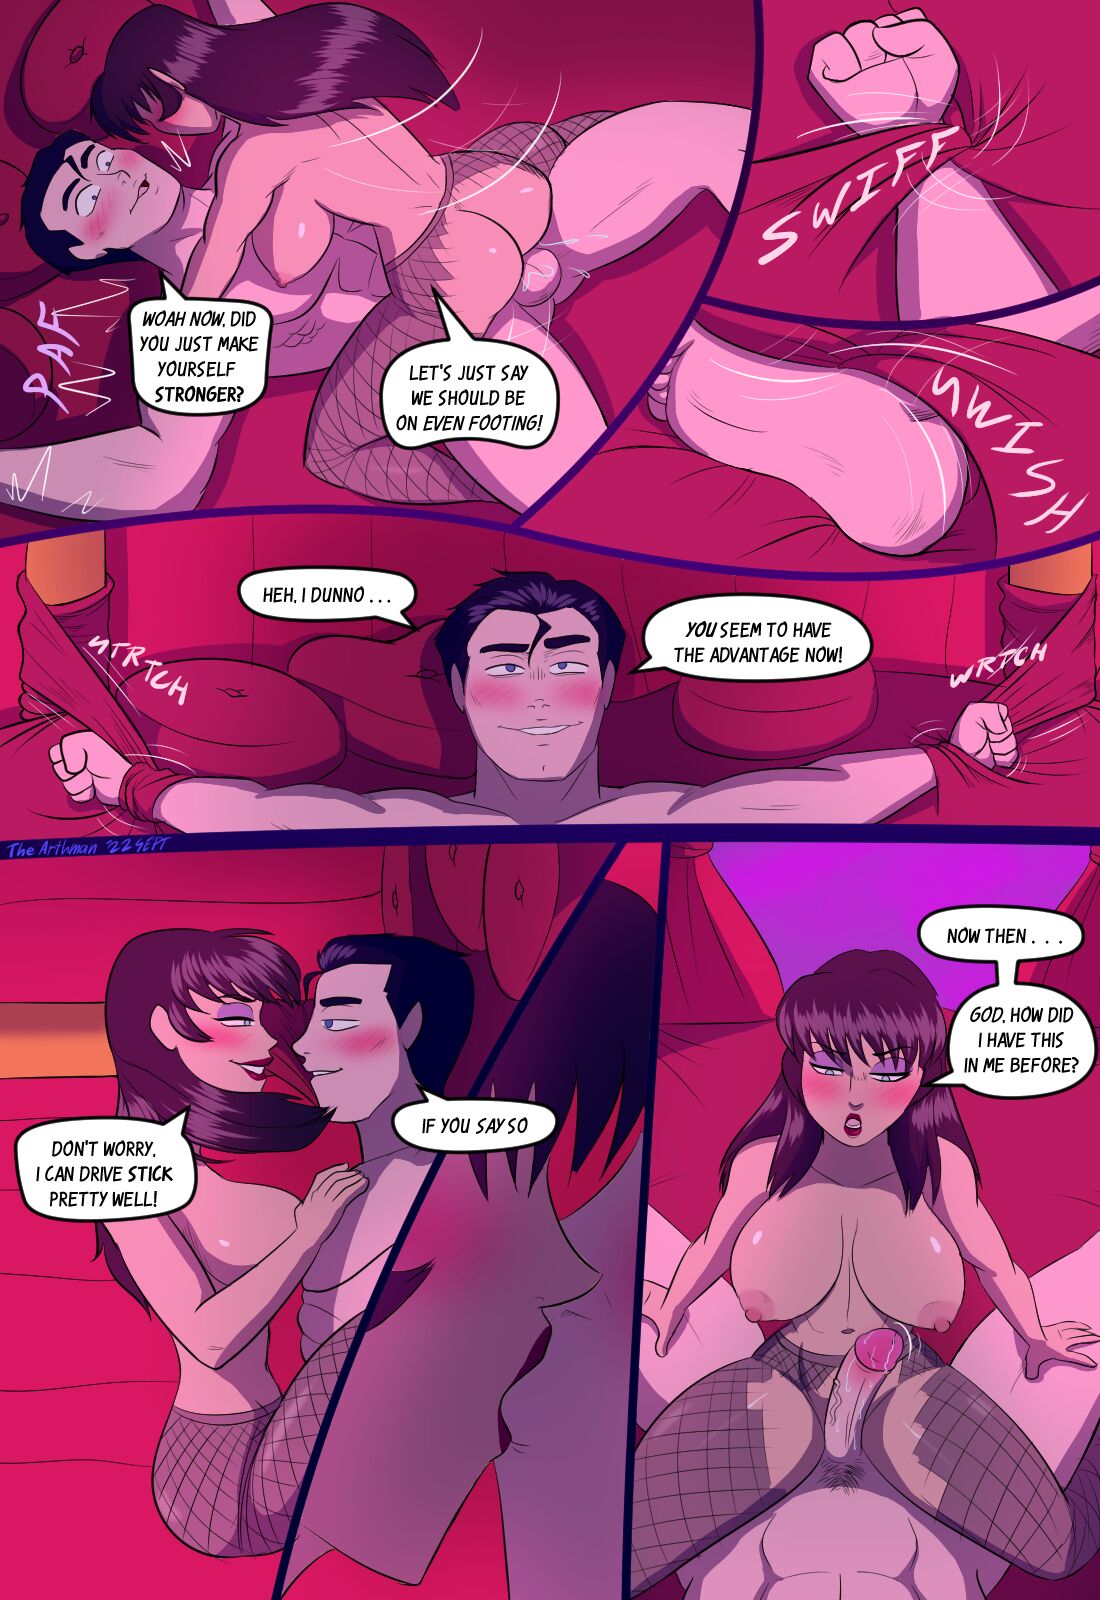 WOAH NOW, DID
YOU JUST MAKE
YOURSELF
STRONGER?
LET'S JUST SAY
WE SHOULD BE
ON EVEN FOOTING!
PAF
SWIFF
SWISH
HEH, I DUNNO . . .
YOU SEEM TO HAVE
THE ADVANTAGE NOW!
STRTCH
WRTCH
The Arthman '22 SEPT
DON'T WORRY,
I CAN DRIVE STICK
PRETTY WELL!
IF YOU SAY SO
NOW THEN . . .
GOD, HOW DID
I HAVE THIS
IN ME BEFORE?